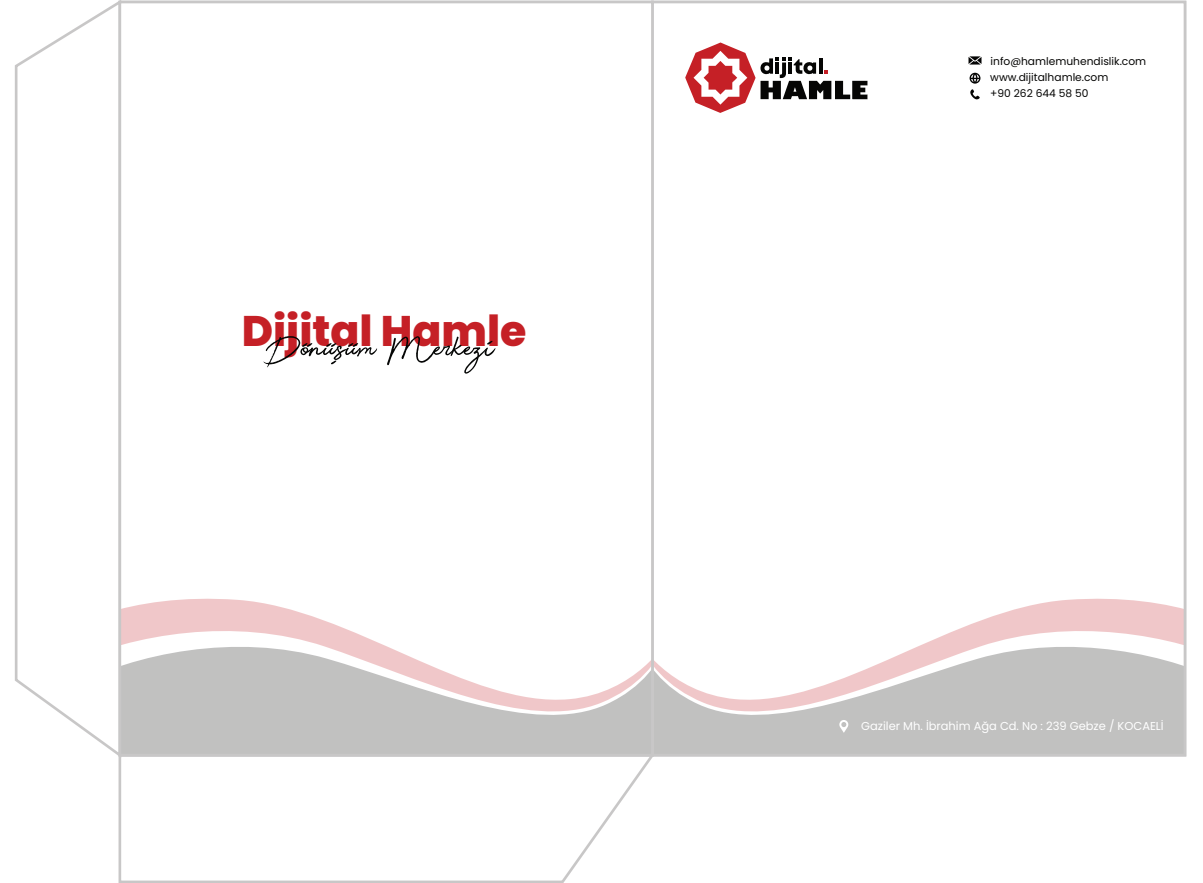 Dijital Hamle
Dönüşüm Merkezi
dijital.
HAMLE
info@hamlemuhendislik.com
www.dijitalhamle.com
+90 262 644 58 50
Gaziler Mh. İbrahim Ağa Cd. No : 239 Gebze / KOCAELİ